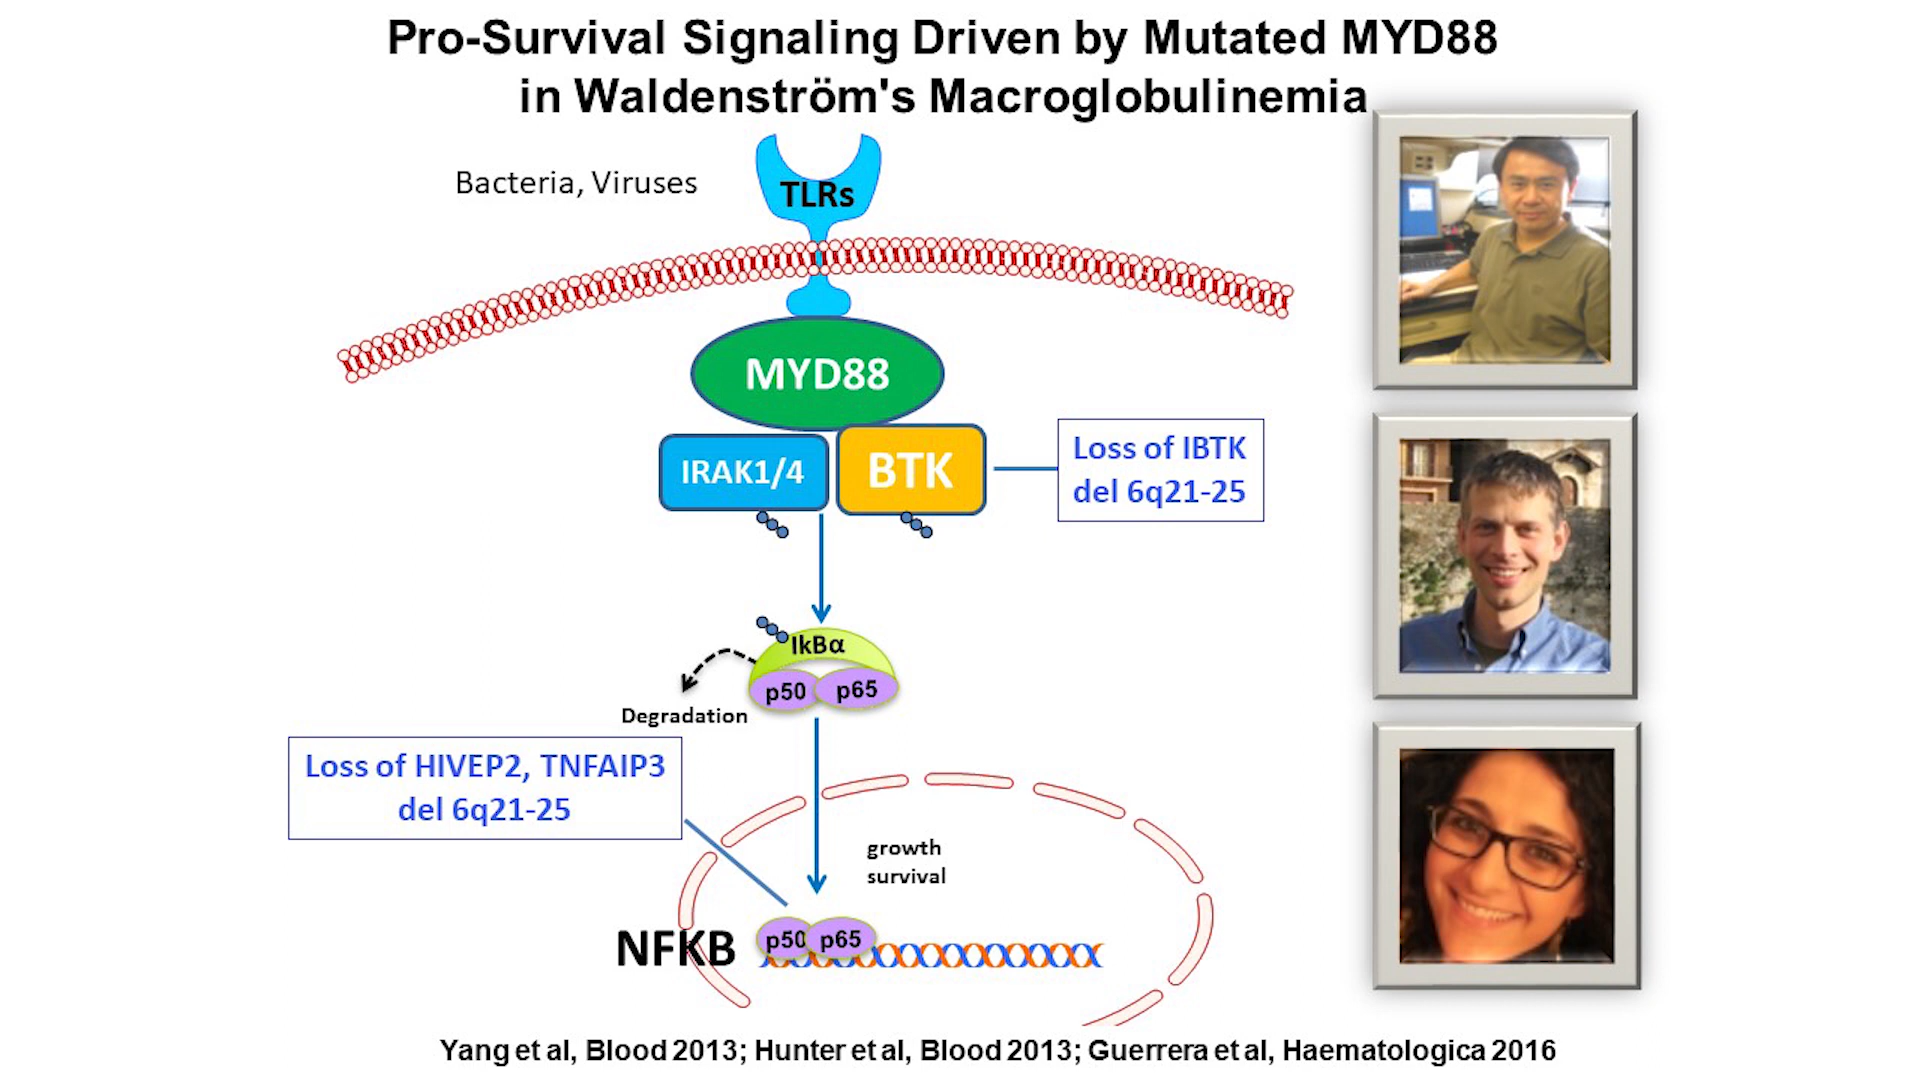 Pro-Survival Signaling Driven by Mutated MYD88
in Waldenström's Macroglobulinemia
Bacteria, Viruses
TLRs
MYD88
IRAK1/4
BTK
Loss of IBTK
del 6q21-25
IkBα
p50
p65
Degradation
Loss of HIVEP2, TNFAIP3
del 6q21-25
growth
survival
NFKB
p50
p65
Yang et al, Blood 2013; Hunter et al, Blood 2013; Guerrera et al, Haematologica 2016